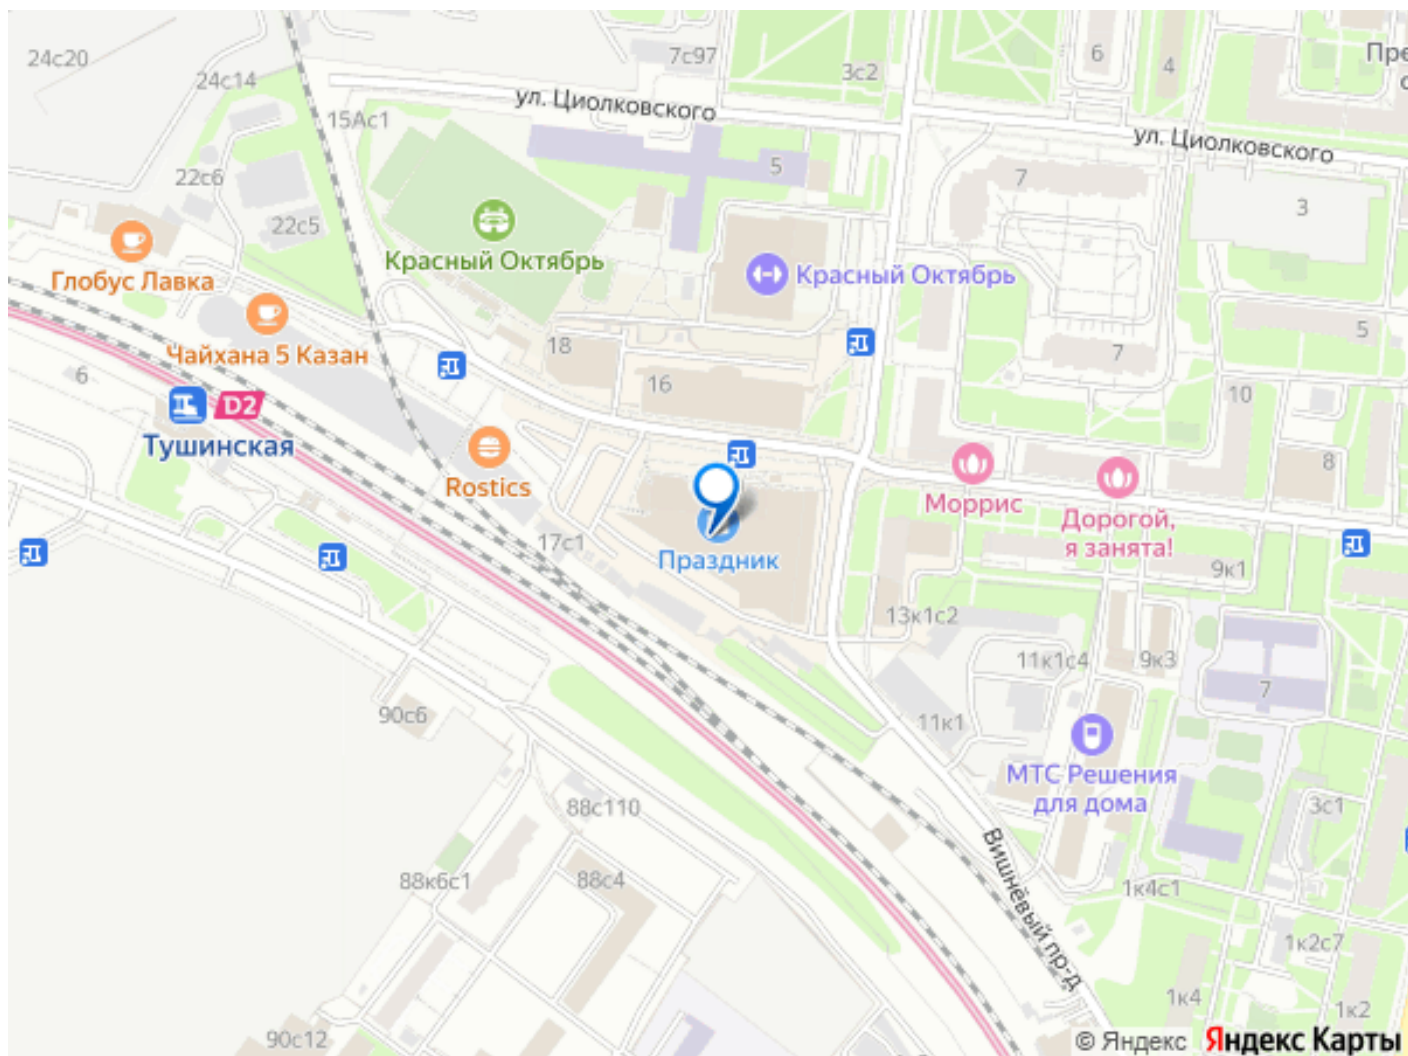 24с20
24с14
7с97
3с2
6
4
Пре
с
15Ас1
ул. Циолковского
ул. Циолковского
22с6
5
7
3
22с5
Красный Октябрь
Красный Октябрь
Глобус Лавка
Чайхана 5 Казан
18
16
7
5
6
D2
Тушинская
10
8
Rostics
Моррис
Дорогой,
я занята!
17с1
Праздник
9к1
13к1с2
11к1с4
9к3
7
90с6
11к1
МТС Решения
для дома
88с110
3с1
88к6с1
88с4
Вишнёвый пр-д
1к4с1
1к2с7
1к4
1к2
90с12
© Яндекс Яндекс Карты